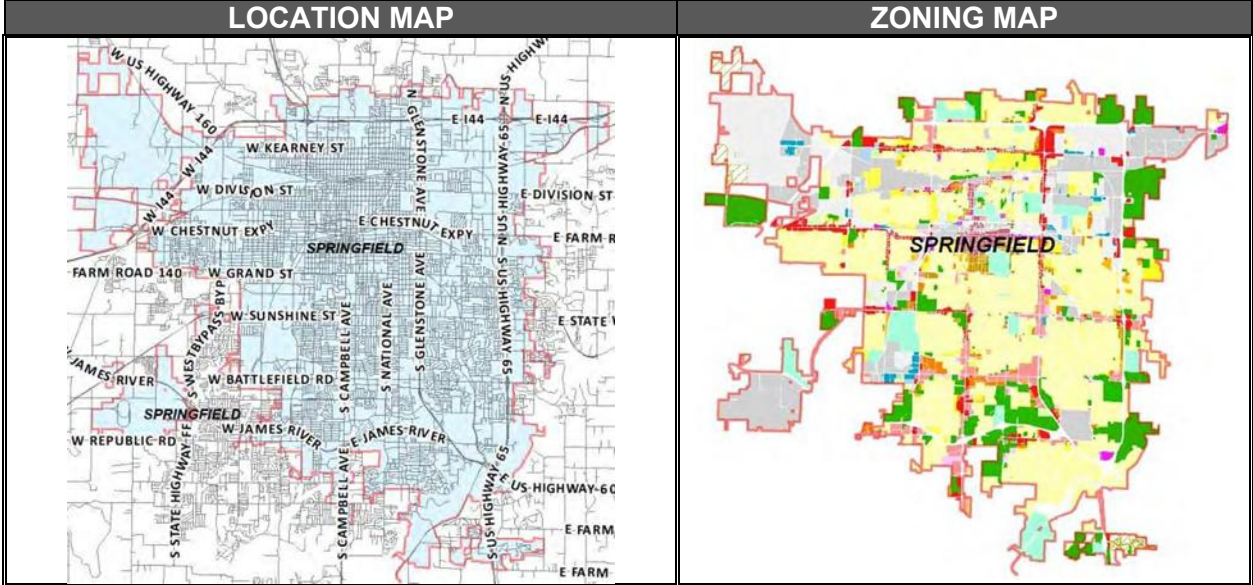 LOCATION MAP
ZONING MAP
W US HIGHWAY 160
N US HIGHW
N GLENSTONE AVE
N US HIGHWAY 65
E I44
E I44
W KEARNEY ST
W I44
W DIVISION ST
E DIVISION ST
W I44
W CHESTNUT EXPY
E CHESTNUT EXPY
SPRINGFIELD
E FARM R
FARM ROAD 140
W GRAND ST
S WESTBYPASS BYP
S GLENSTONE AVE
S US HIGHWAY 65
W SUNSHINE ST
S CAMPBELL AVE
S NATIONAL AVE
E STATE
JAMES RIVER
W BATTLEFIELD RD
SPRINGFIELD
W REPUBLIC RD
W JAMES RIVER
E JAMES RIVER
S STATE HIGHWAY FF
S CAMPBELL AVE
S US HIGHWAY 65
E US HIGHWAY 60
E FARM
E FARM
SPRINGFIELD